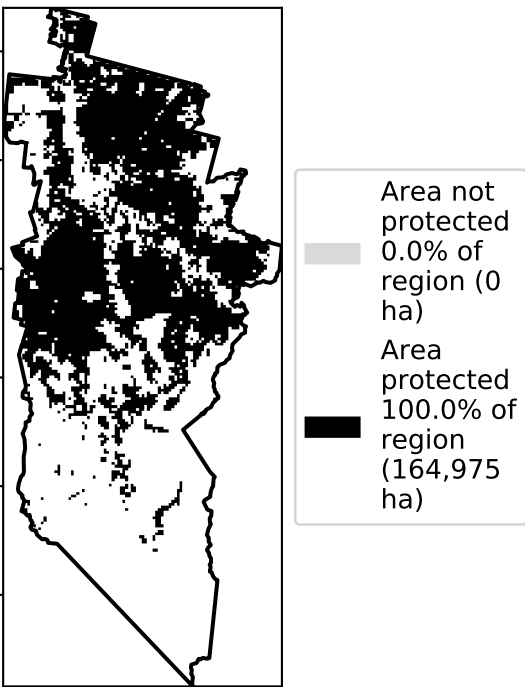 Area not
protected
0.0% of
region (0
ha)
Area
protected
100.0% of
region
(164,975
ha)